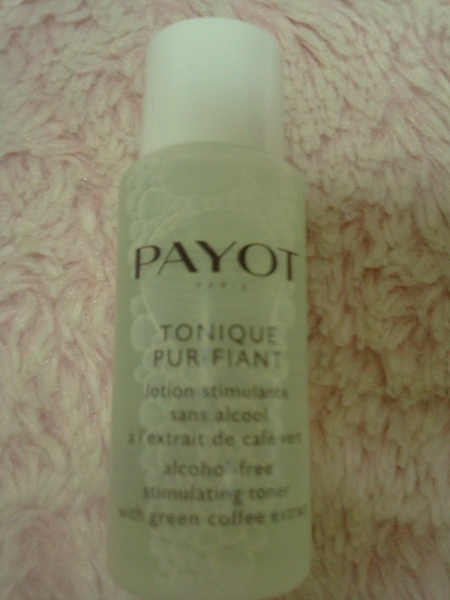 PAYOT
PARIS
TONIQUE
PURIFIANT
lotion stimulante
sans alcool
à l'extrait de café vert
alcohol-free
stimulating toner
with green coffee extract